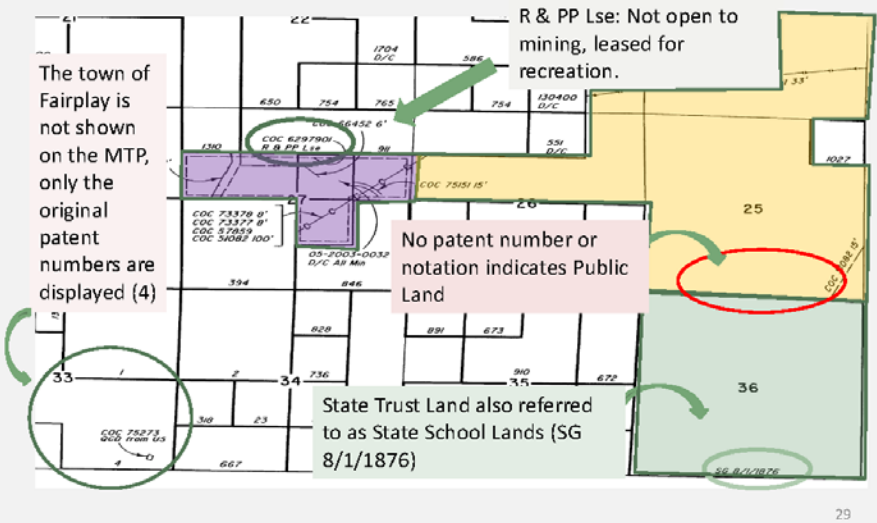 R & PP Lse: Not open to
mining, leased for
recreation.
The town of
Fairplay is
not shown
on the MTP,
only the
original
patent
numbers are
displayed (4)
22
1704
D/C
586
33'
650
754
765
754
130400
D/C
COC 66452 6'
COC 6297901
R & PP Lse
1310
911
551
D/C
1027
COC 75151 15'
25
26
27
COC 73378 8'
COC 73377 8'
COC 57859
COC 51082 100'
05-2003-0032
D/C All Min
No patent number or
notation indicates Public
Land
394
846
828
891
673
33
1
2
34
736
910
35
672
36
318
23
State Trust Land also referred
to as State School Lands (SG
8/1/1876)
COC 75273
QCD from US
4
667
SG 8/1/1876
29